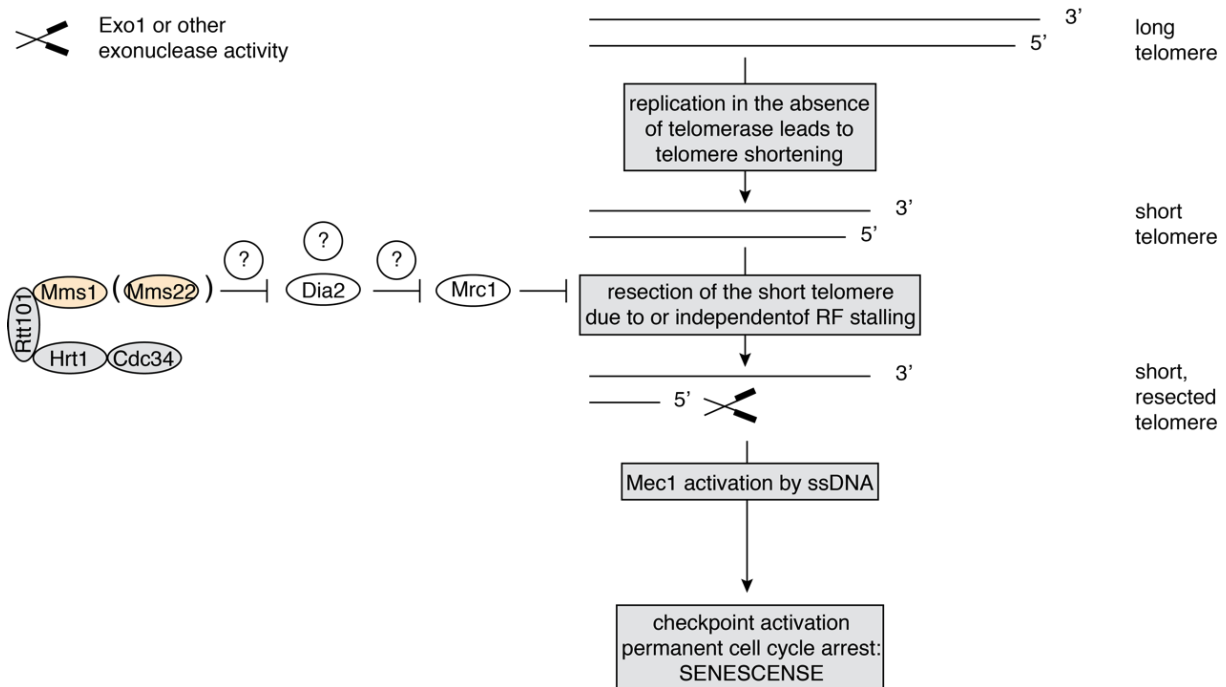 Exo1 or other
exonuclease activity
3’
5’
long
telomere
replication in the absence
of telomerase leads to
telomere shortening
3’
5’
short
telomere
?
?
?
Rtt101
Mms1
(Mms22)
Dia2
Mrc1
Hrt1
Cdc34
resection of the short telomere
due to or independentof RF stalling
3’
5’
short,
resected
telomere
Mec1 activation by ssDNA
checkpoint activation
permanent cell cycle arrest:
SENESCENSE